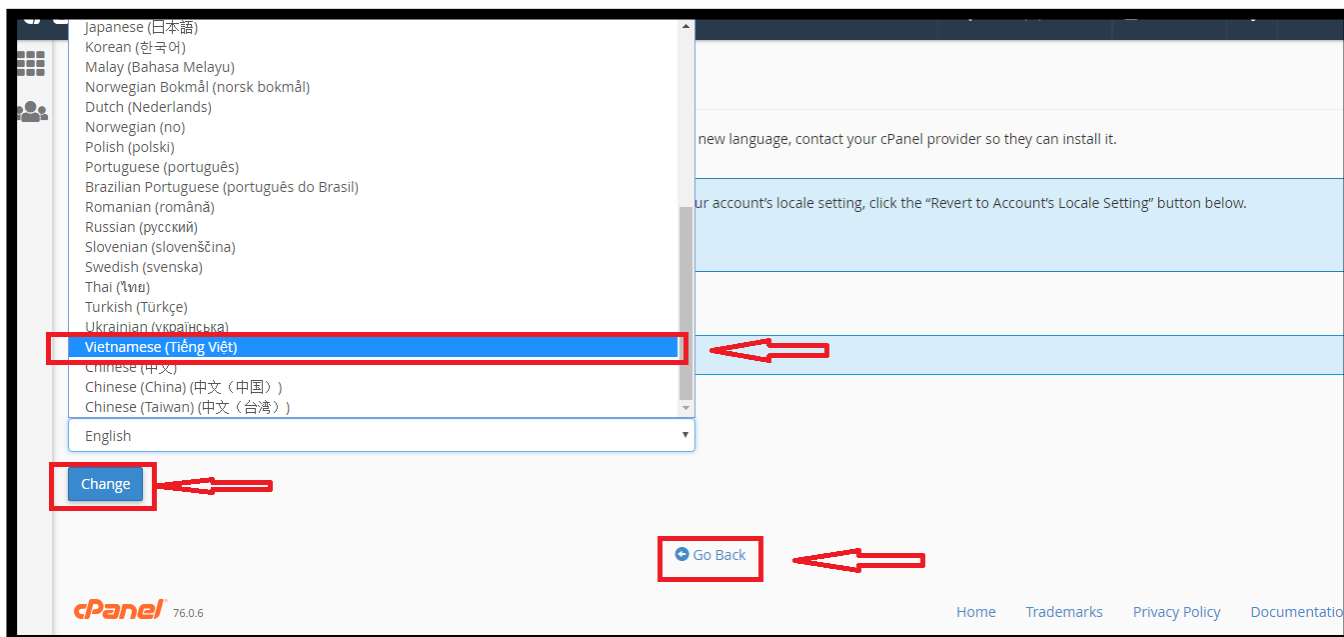 Japanese (日本語)
Korean (한국어)
Malay (Bahasa Melayu)
Norwegian Bokmål (norsk bokmål)
Dutch (Nederlands)
Norwegian (no)
Polish (polski)
Portuguese (português)
Brazilian Portuguese (português do Brasil)
Romanian (română)
Russian (русский)
Slovenian (slovenščina)
Swedish (svenska)
Thai (ไทย)
Turkish (Türkçe)
Ukrainian (українська)
Vietnamese (Tiếng Việt)
Chinese (中文)
Chinese (China) (中文（中国）)
Chinese (Taiwan) (中文（台湾）)
new language, contact your cPanel provider so they can install it.
account’s locale setting, click the “Revert to Account’s Locale Setting” button below.
English
Change
Go Back
cPanel 76.0.6
Home Trademarks Privacy Policy